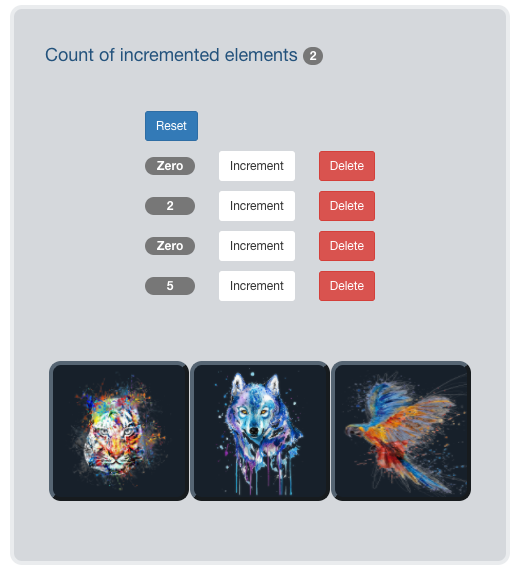 Count of incremented elements 2
Reset
Zero Increment Delete
2 Increment Delete
Zero Increment Delete
5 Increment Delete